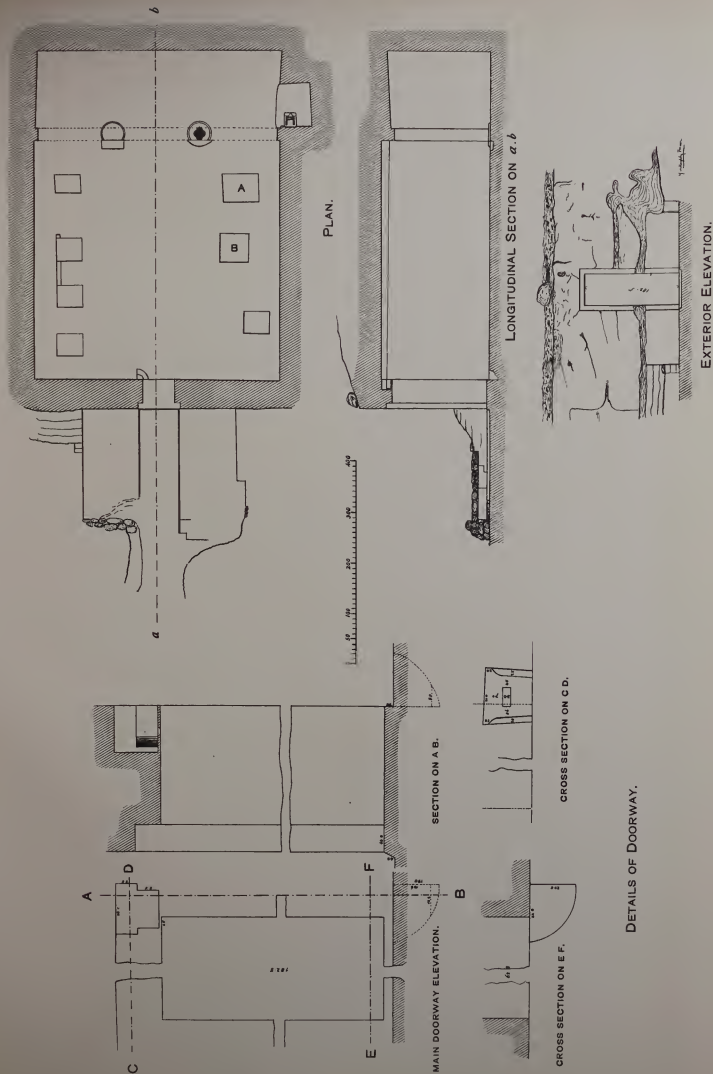 b
A
B
a
PLAN.
LONGITUDINAL SECTION ON a.b
50 100 200 300 400
EXTERIOR ELEVATION.
A
D
C
F
E
B
SECTION ON A B.
MAIN DOORWAY ELEVATION.
CROSS SECTION ON C D.
CROSS SECTION ON E F.
DETAILS OF DOORWAY.